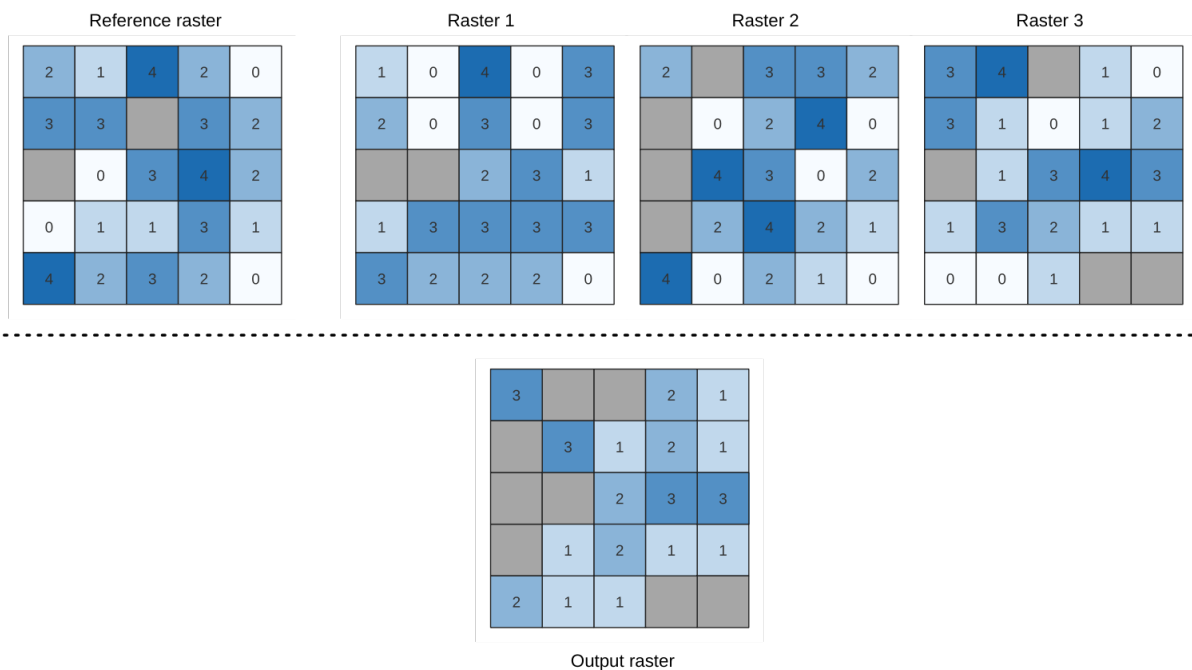 Reference raster Raster 1 Raster 2 Raster 3
2 1 4 2 0 1 0 4 0 3 2 3 3 2 3 4 1 0
3 3 3 2 2 0 3 0 3 0 2 4 0 3 1 0 1 2
0 3 4 2 2 3 1 4 3 0 2 1 3 4 3
0 1 1 3 1 1 3 3 3 3 2 4 2 1 1 3 2 1 1
4 2 3 2 0 3 2 2 2 0 4 0 2 1 0 0 0 1
3 2 1
3 1 2 1
2 3 3
1 2 1 1
2 1 1
Output raster